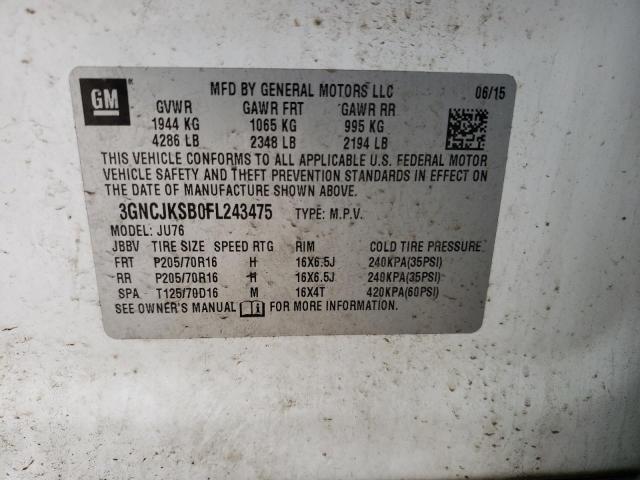 GM
MFD BY GENERAL MOTORS LLC 06/15
GVWR GAWR FRT GAWR RR
1944 KG 1065 KG 995 KG
4286 LB 2348 LB 2194 LB
THIS VEHICLE CONFORMS TO ALL APPLICABLE U.S. FEDERAL MOTOR
VEHICLE SAFETY AND THEFT PREVENTION STANDARDS IN EFFECT ON
THE DATE OF MANUFACTURE SHOWN ABOVE.
3GNCJKSB0FL243475 TYPE: M.P.V.
MODEL: JU76
JBBV TIRE SIZE SPEED RTG RIM COLD TIRE PRESSURE
FRT P205/70R16 H 16X6.5J 240KPA(35PSI)
RR P205/70R16 H 16X6.5J 240KPA(35PSI)
SPA T125/70D16 M 16X4T 420KPA(60PSI)
SEE OWNER'S MANUAL FOR MORE INFORMATION.